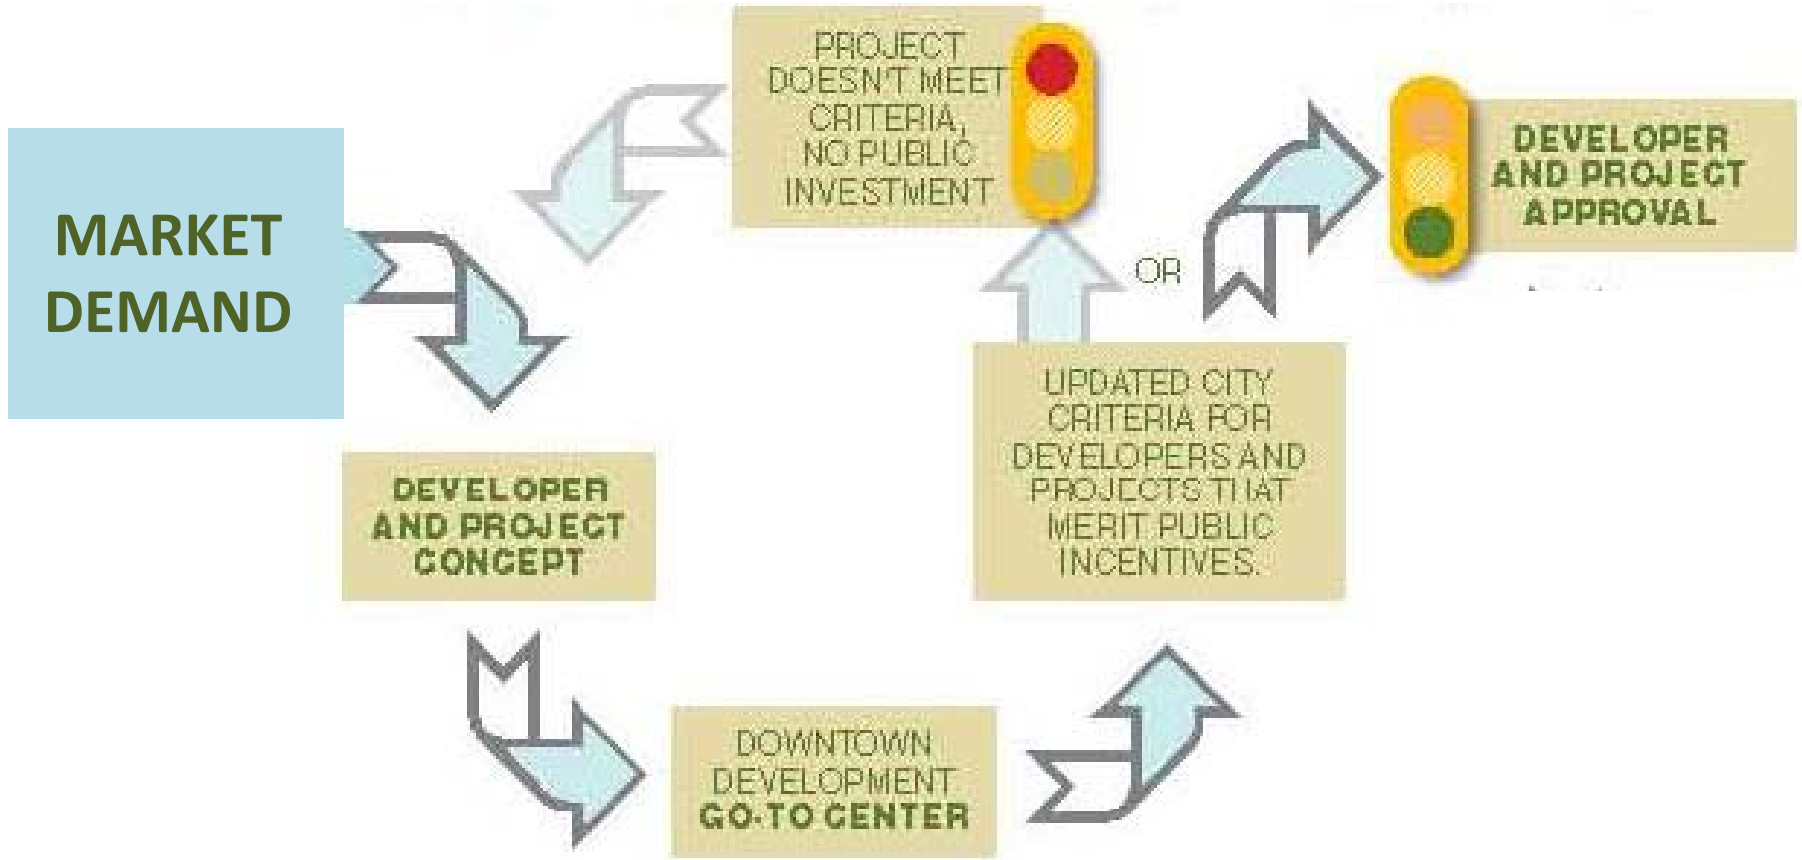 MARKET
DEMAND
DEVELOPER
AND PROJECT
CONCEPT
DOWNTOWN
DEVELOPMENT
GO-TO CENTER
UPDATED CITY
CRITERIA FOR
DEVELOPERS AND
PROJECTS THAT
MERIT PUBLIC
INCENTIVES.
PROJECT
DOESN'T MEET
CRITERIA,
NO PUBLIC
INVESTMENT
OR
DEVELOPER
AND PROJECT
APPROVAL